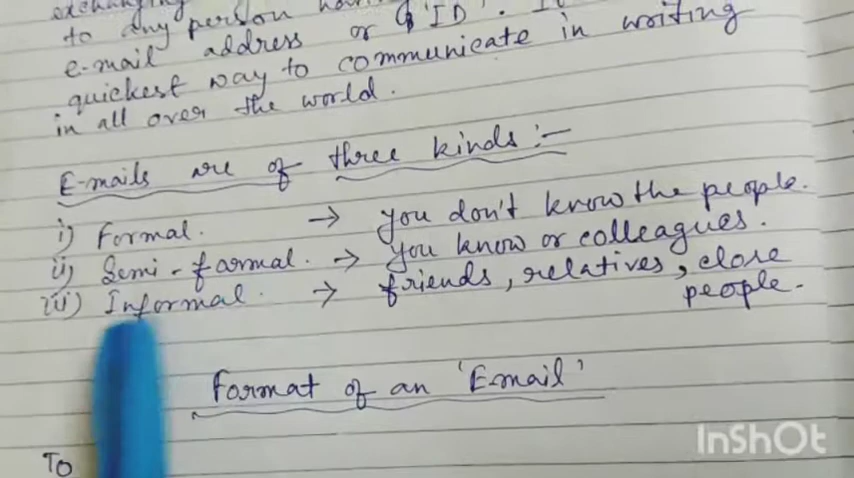 exchanging
to any person
e-mail address or 'ID'.
quickest way to communicate in writing
in all over the world.
E-mails are of three kinds :-
i) Formal. → you don't know the people.
ii) Semi-formal. → you know or colleagues.
iii) Informal. → friends, relatives, close
people.
Format of an 'Email'
To
InShOt